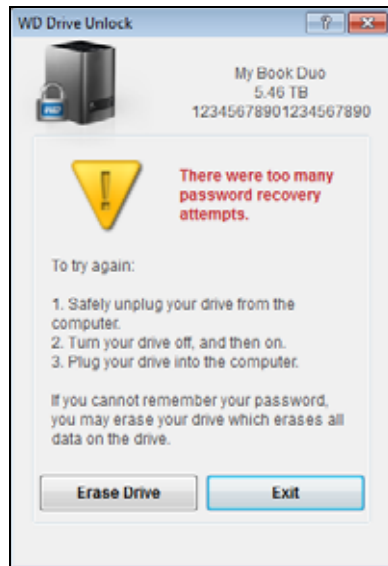 WD Drive Unlock
My Book Duo
5.46 TB
12345678901234567890
There were too many
password recovery
attempts.
To try again:
1. Safely unplug your drive from the
computer.
2. Turn your drive off, and then on.
3. Plug your drive into the computer.
If you cannot remember your password,
you may erase your drive which erases all
data on the drive.
Erase Drive
Exit